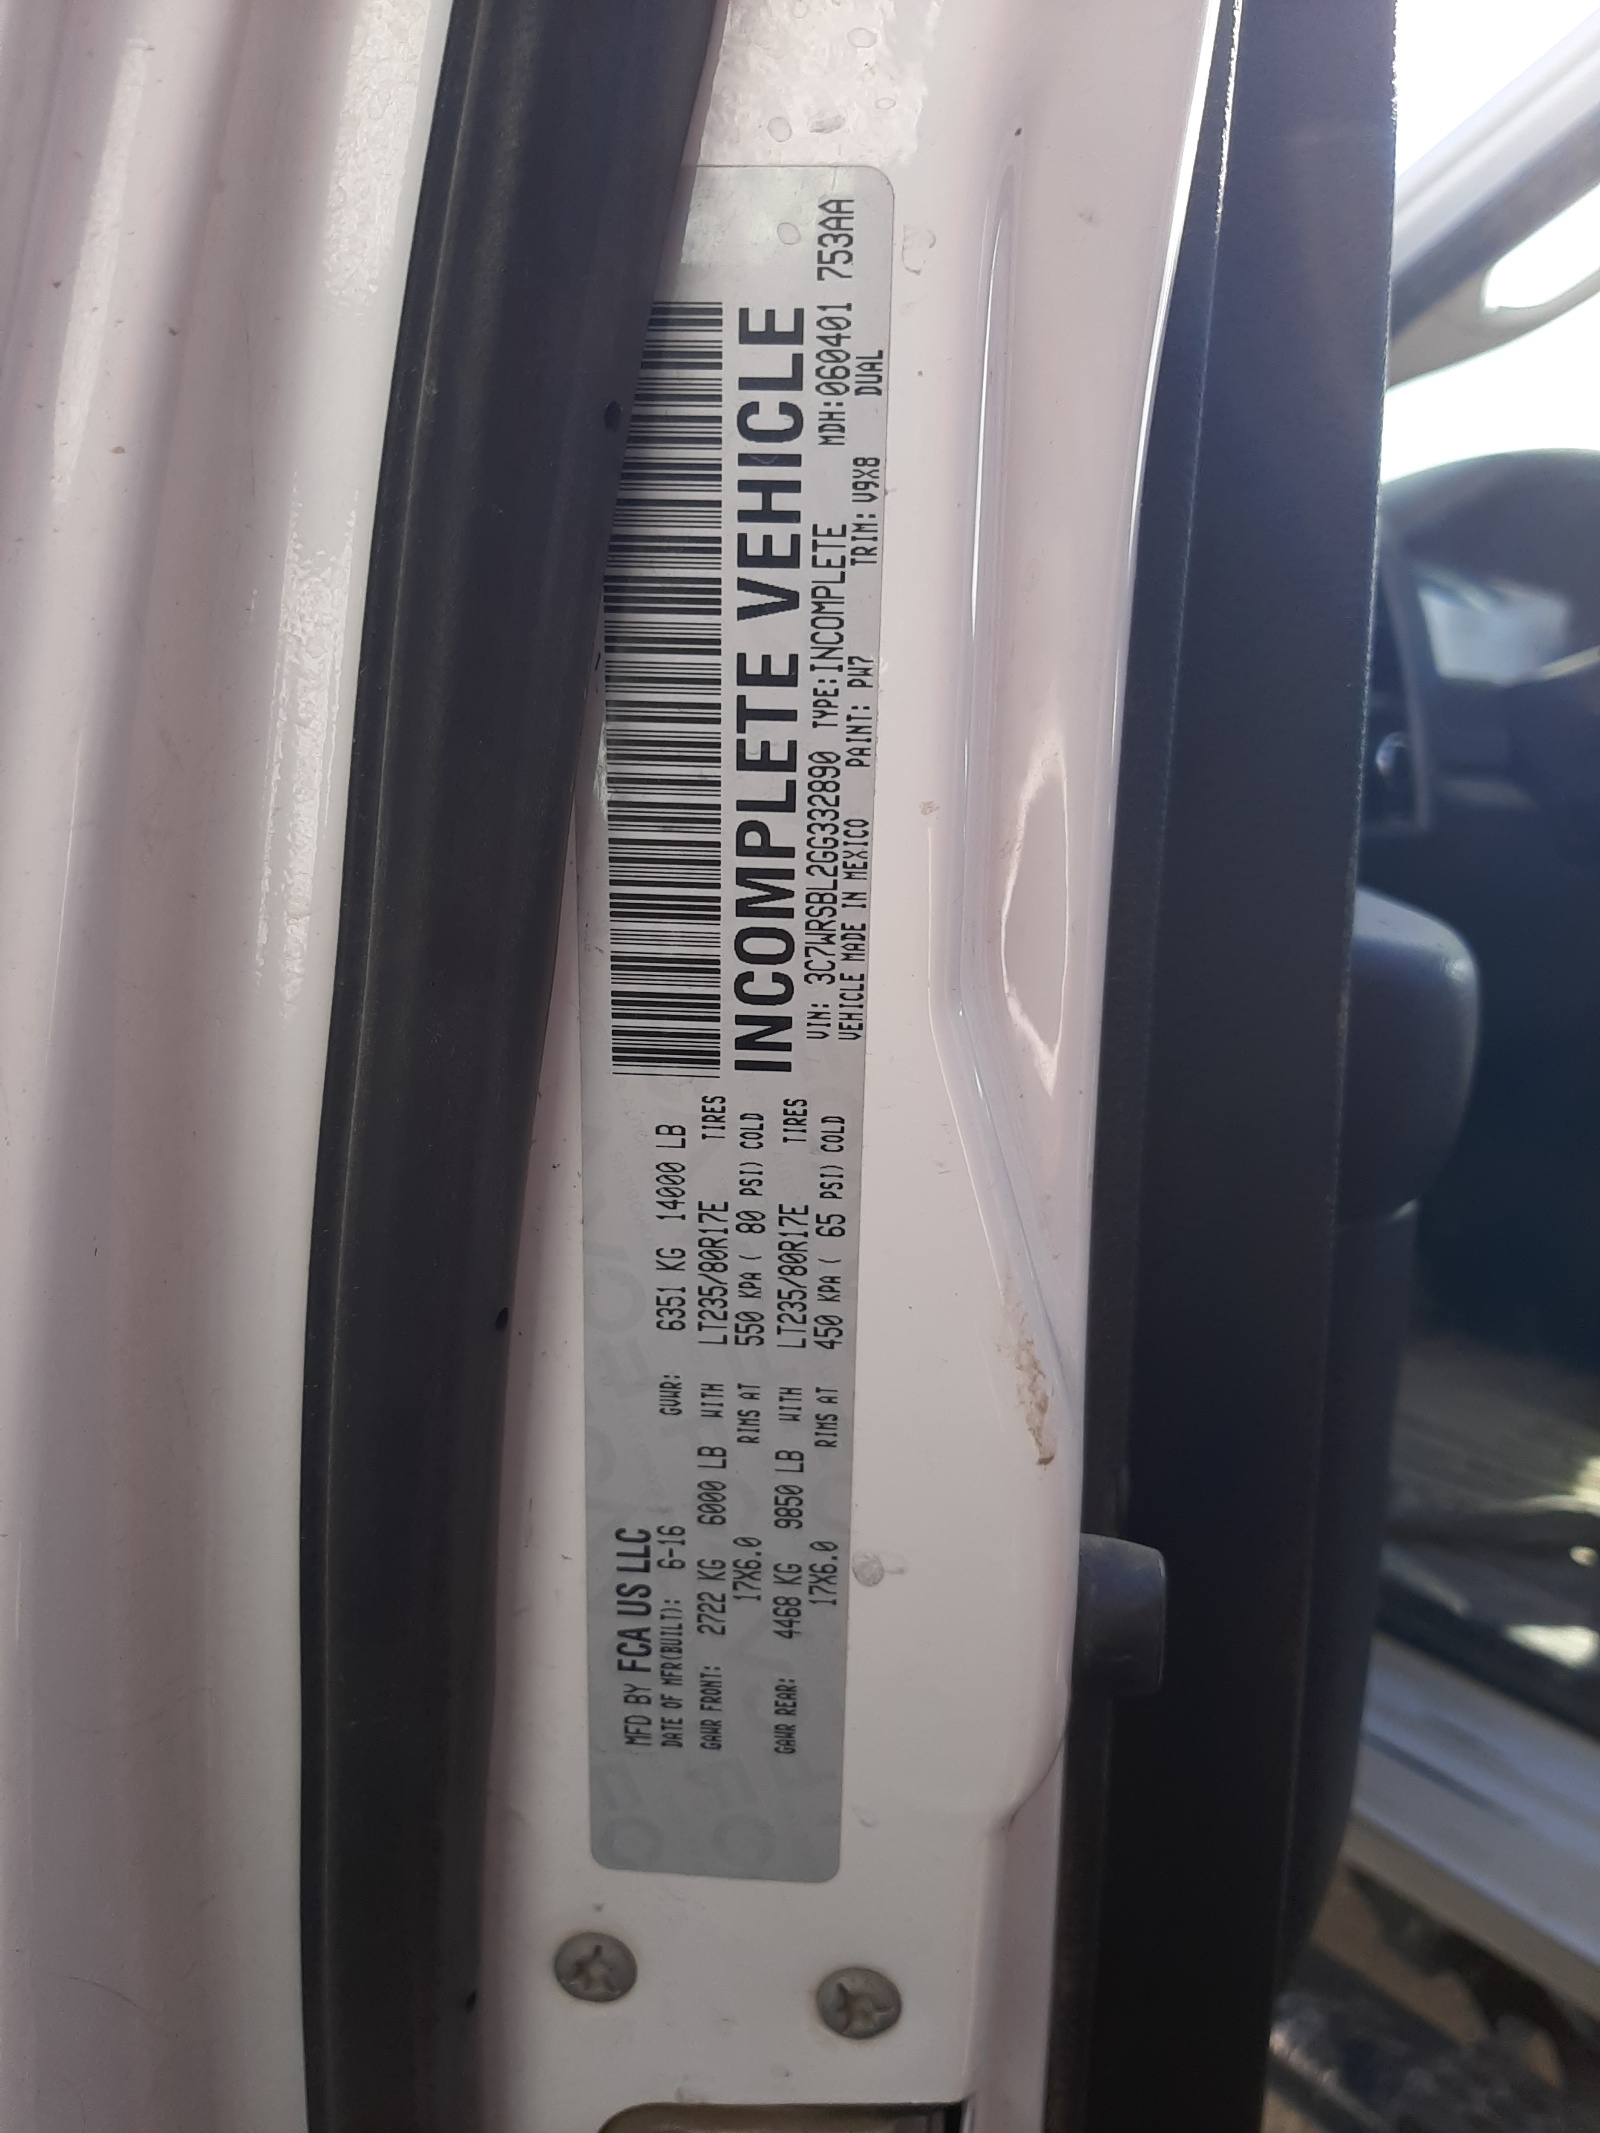 MFD BY FCA US LLC
DATE OF MFR(BUILT): 6-16 GVWR: 6351 KG 14000 LB
GAWR FRONT: 2722 KG 6000 LB WITH LT235/80R17E TIRES
17X6.0 RIMS AT 550 KPA ( 80 PSI) COLD
GAWR REAR: 4468 KG 9850 LB WITH LT235/80R17E TIRES
17X6.0 RIMS AT 450 KPA ( 65 PSI) COLD
INCOMPLETE VEHICLE
VIN: 3C7WRSBL2GG332890 TYPE:INCOMPLETE MDH:060401 753AA
VEHICLE MADE IN MEXICO PAINT: PW7 TRIM: V9X8 DUAL